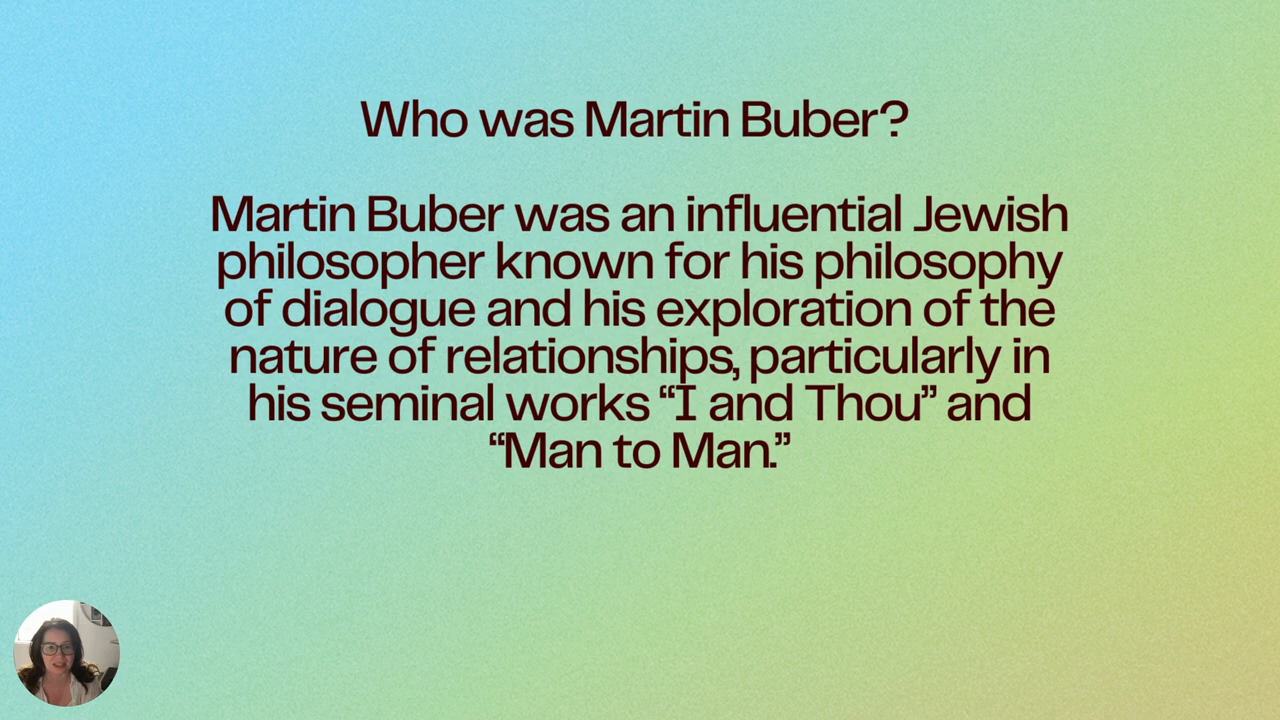 Who was Martin Buber?
Martin Buber was an influential Jewish
philosopher known for his philosophy
of dialogue and his exploration of the
nature of relationships, particularly in
his seminal works “I and Thou” and
“Man to Man.”